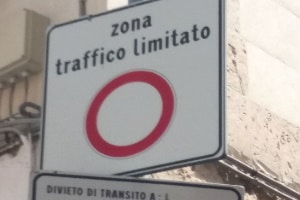 zona
traffico limitato
DIVIETO DI TRANSITO A: